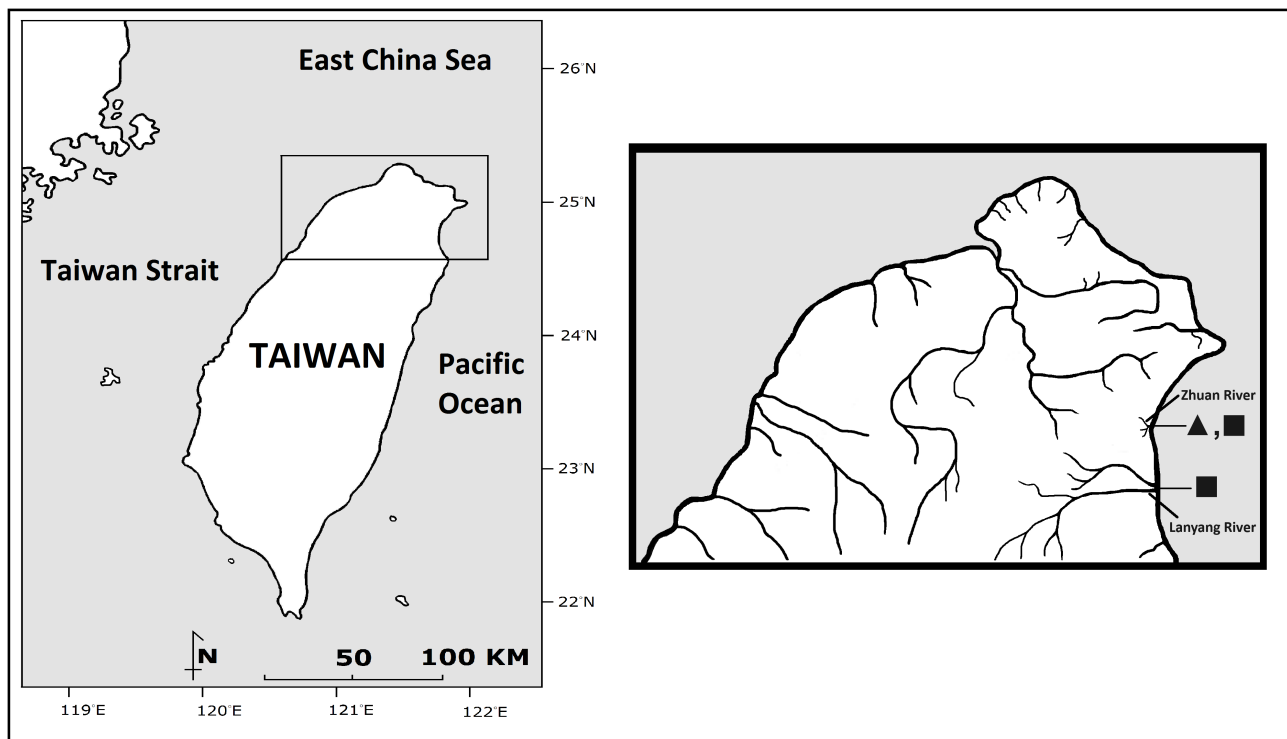 East China Sea
26°N
25°N
Taiwan Strait
24°N
TAIWAN
Pacific
Ocean
23°N
22°N
N
50
100 KM
119°E
120°E
121°E
122°E
Zhuan River
,
Lanyang River